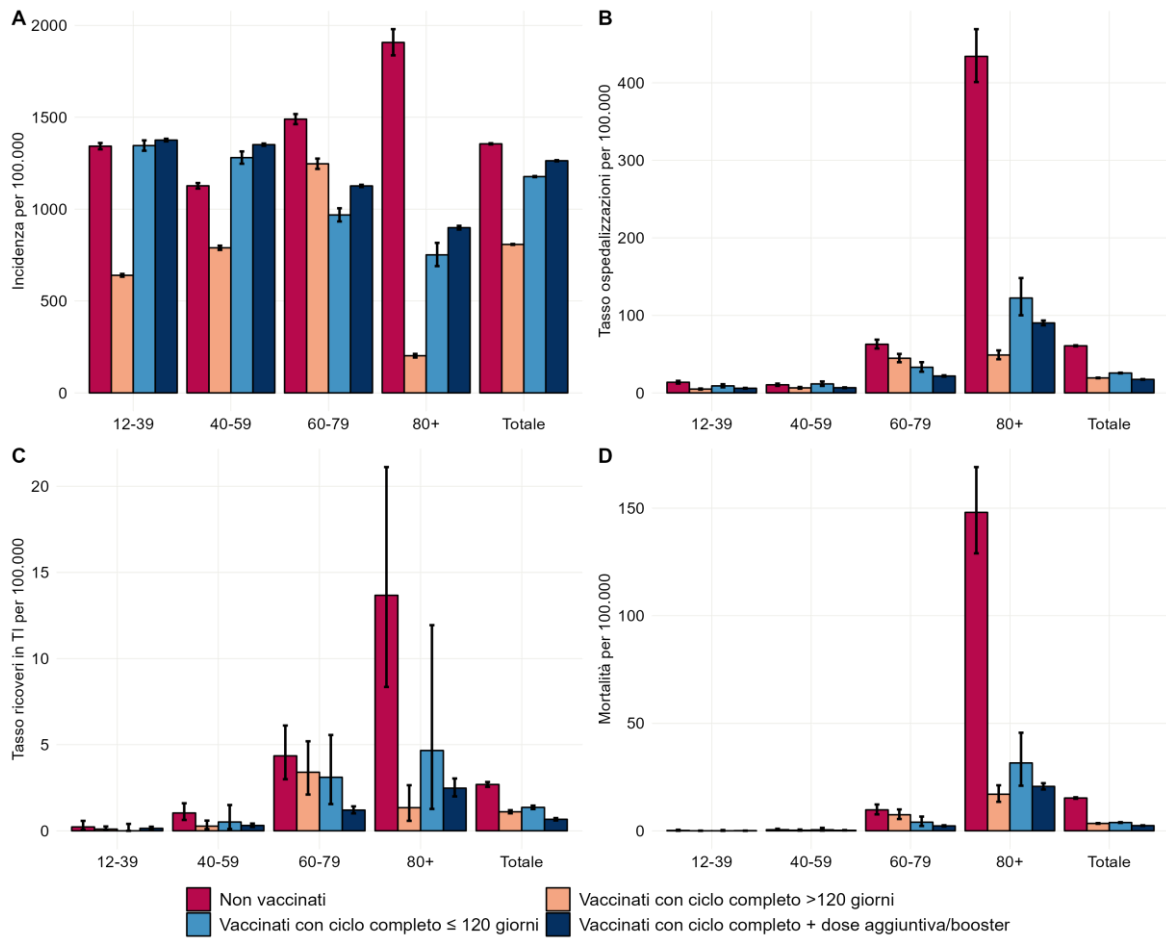 A
Incidenza per 100.000
2000
1500
1000
500
0
12-39 40-59 60-79 80+ Totale
B
Tasso ospedalizzazioni per 100.000
400
300
200
100
0
12-39 40-59 60-79 80+ Totale
C
Tasso ricoveri in TI per 100.000
20
15
10
5
0
12-39 40-59 60-79 80+ Totale
D
Mortalità per 100.000
150
100
50
0
12-39 40-59 60-79 80+ Totale
Non vaccinati
Vaccinati con ciclo completo >120 giorni
Vaccinati con ciclo completo ≤ 120 giorni
Vaccinati con ciclo completo + dose aggiuntiva/booster